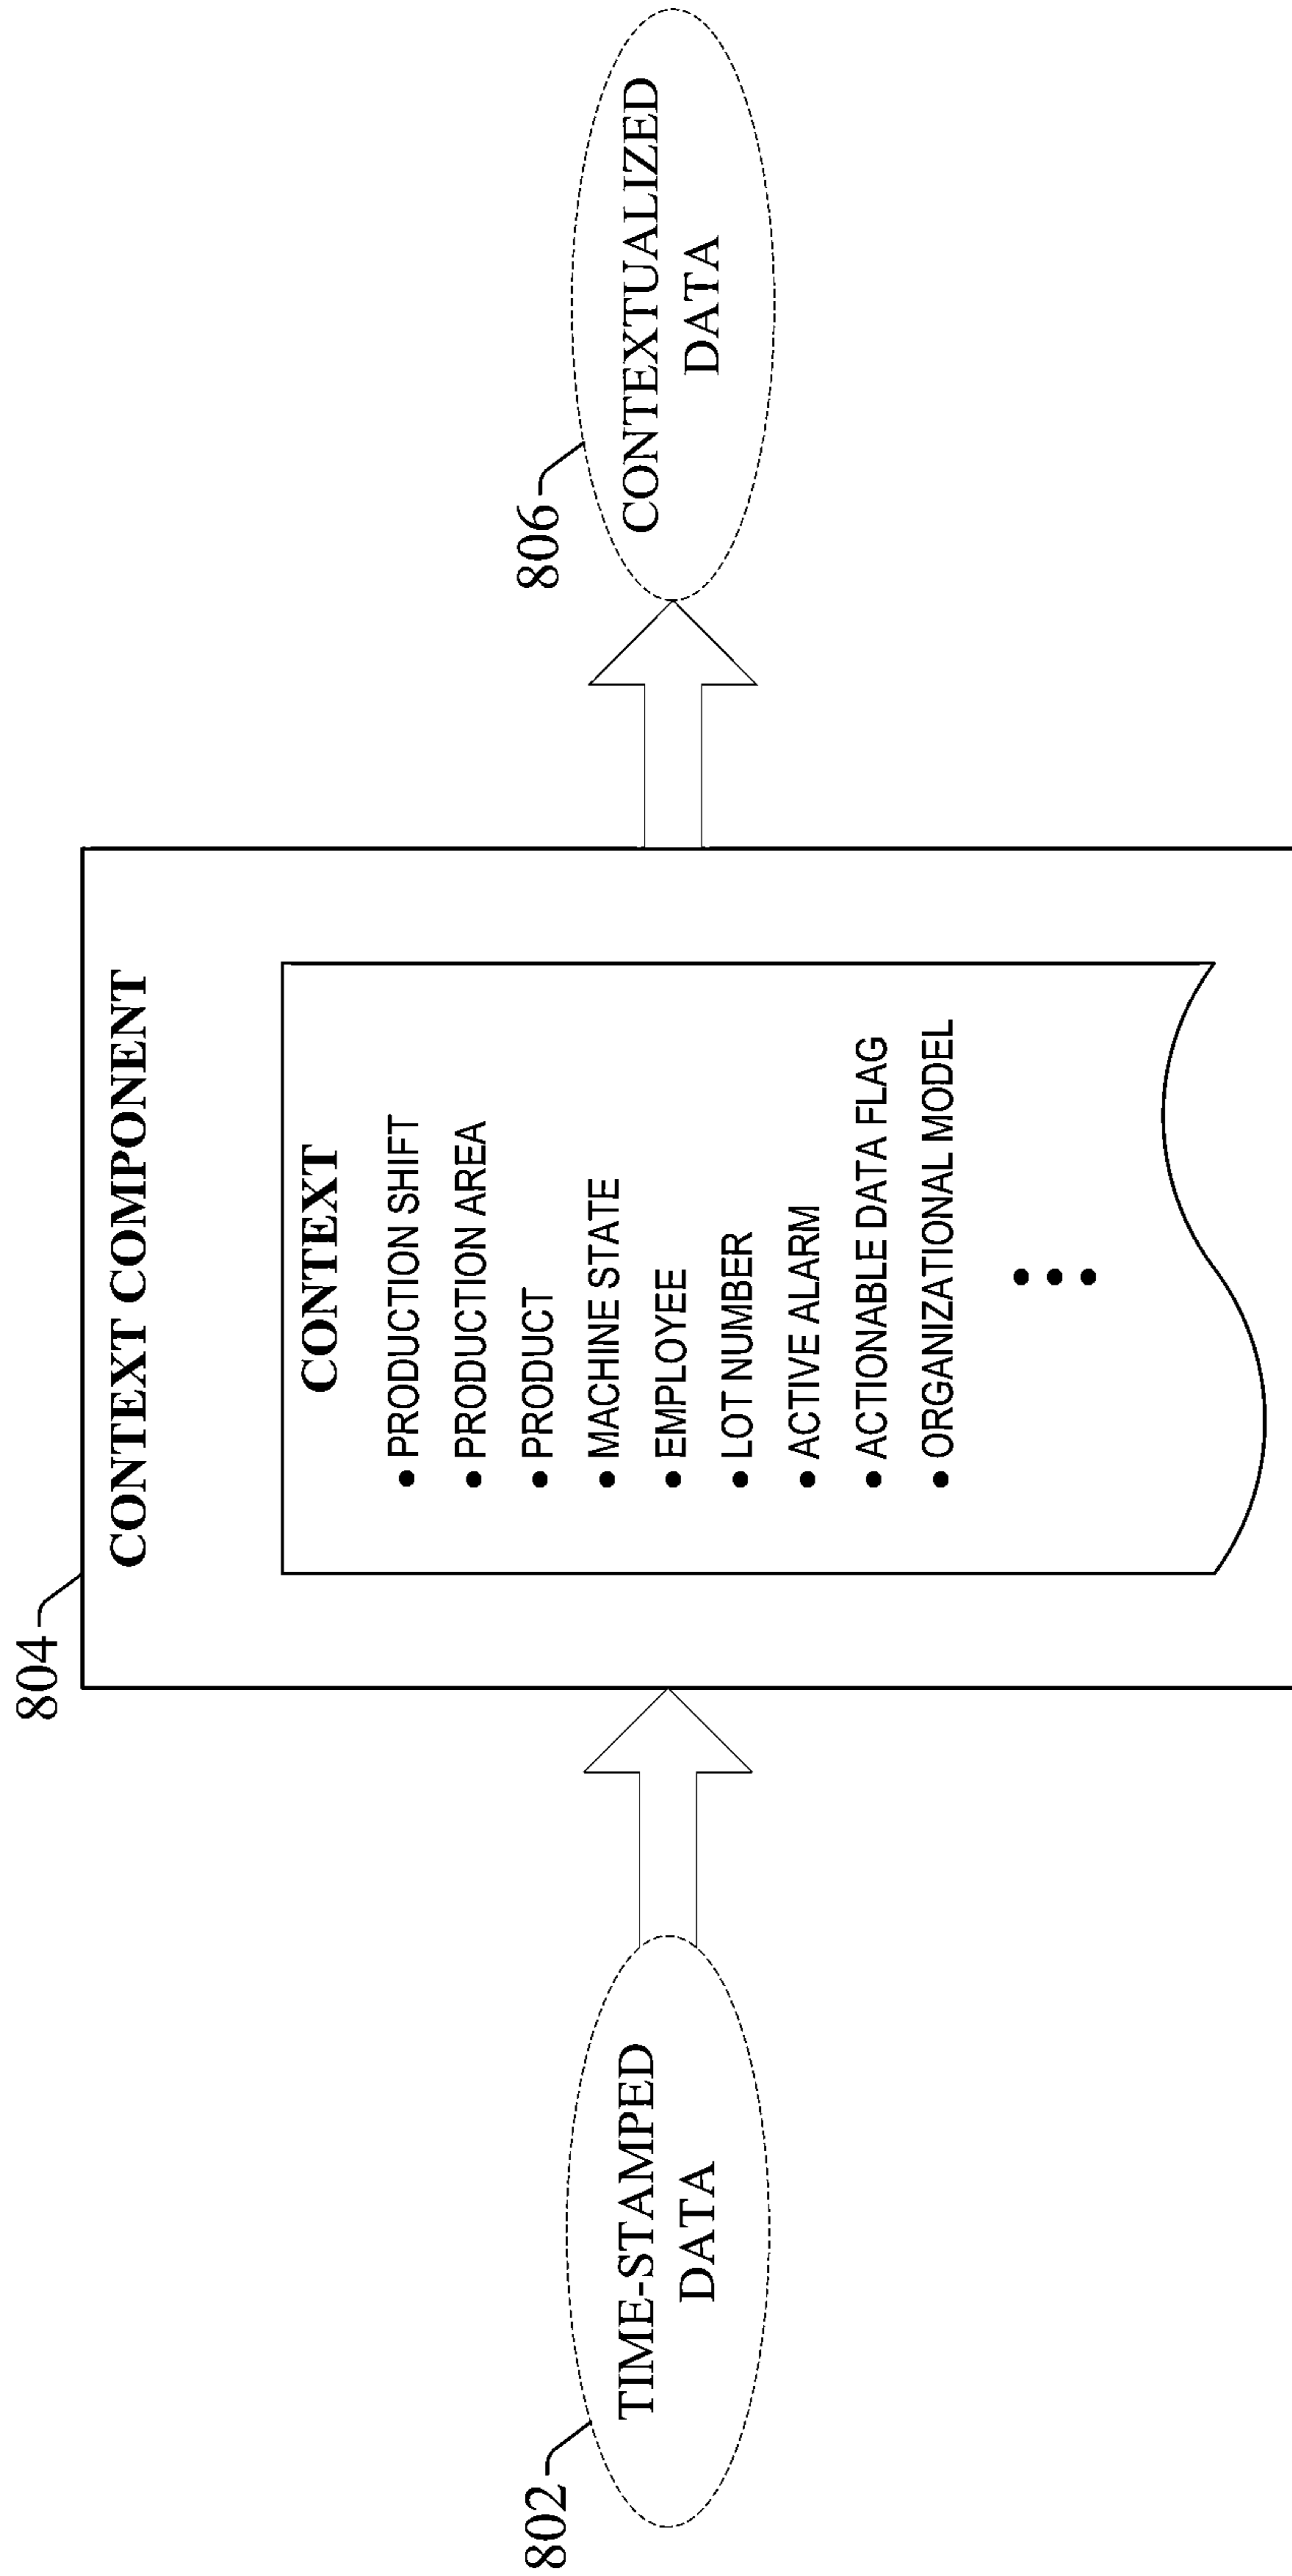 804
CONTEXT COMPONENT
CONTEXT
• PRODUCTION SHIFT
• PRODUCTION AREA
• PRODUCT
• MACHINE STATE
• EMPLOYEE
• LOT NUMBER
• ACTIVE ALARM
• ACTIONABLE DATA FLAG
• ORGANIZATIONAL MODEL
802
TIME-STAMPED
DATA
806
CONTEXTUALIZED
DATA